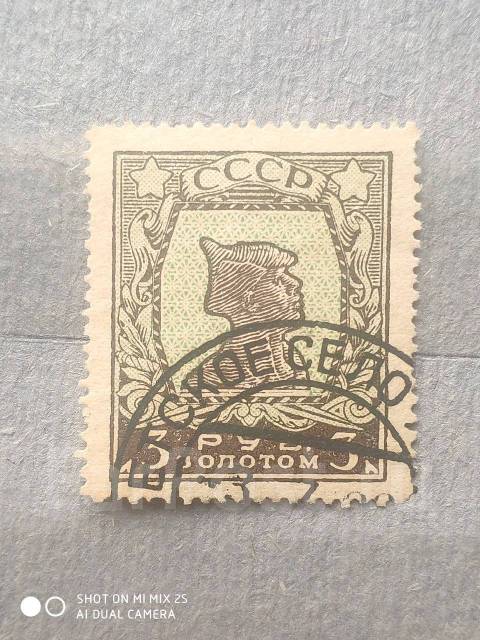 СССР
СКОЕ СЕЛО
3 РУБ. 3
ЗОЛОТОМ
SHOT ON MI MIX 2S
AI DUAL CAMERA